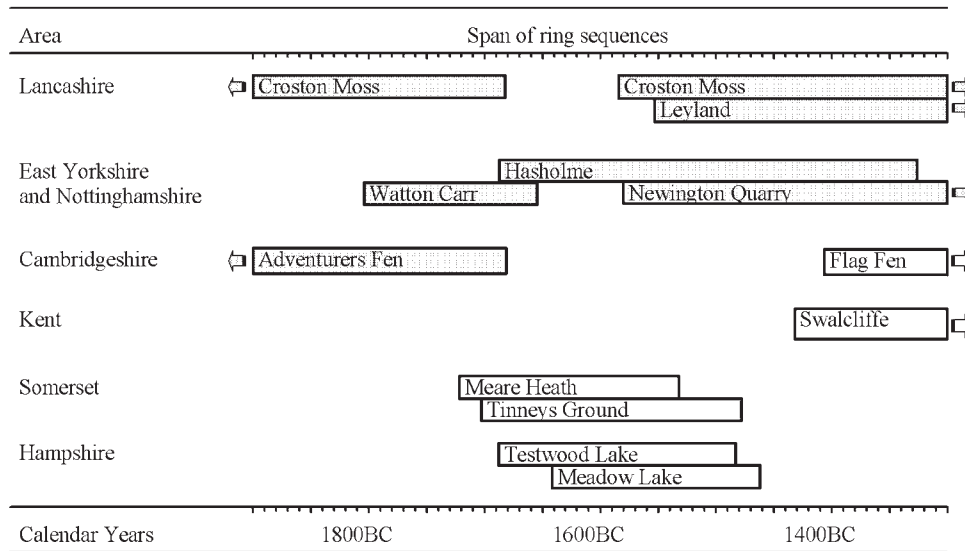 Area Span of ring sequences
Lancashire Croston Moss Croston Moss
Leyland
East Yorkshire Hasholme
and Nottinghamshire Watton Carr Newington Quarry
Cambridgeshire Adventurers Fen Flag Fen
Kent Swalcliffe
Somerset Meare Heath
Tinneys Ground
Hampshire Testwood Lake
Meadow Lake
Calendar Years 1800BC 1600BC 1400BC